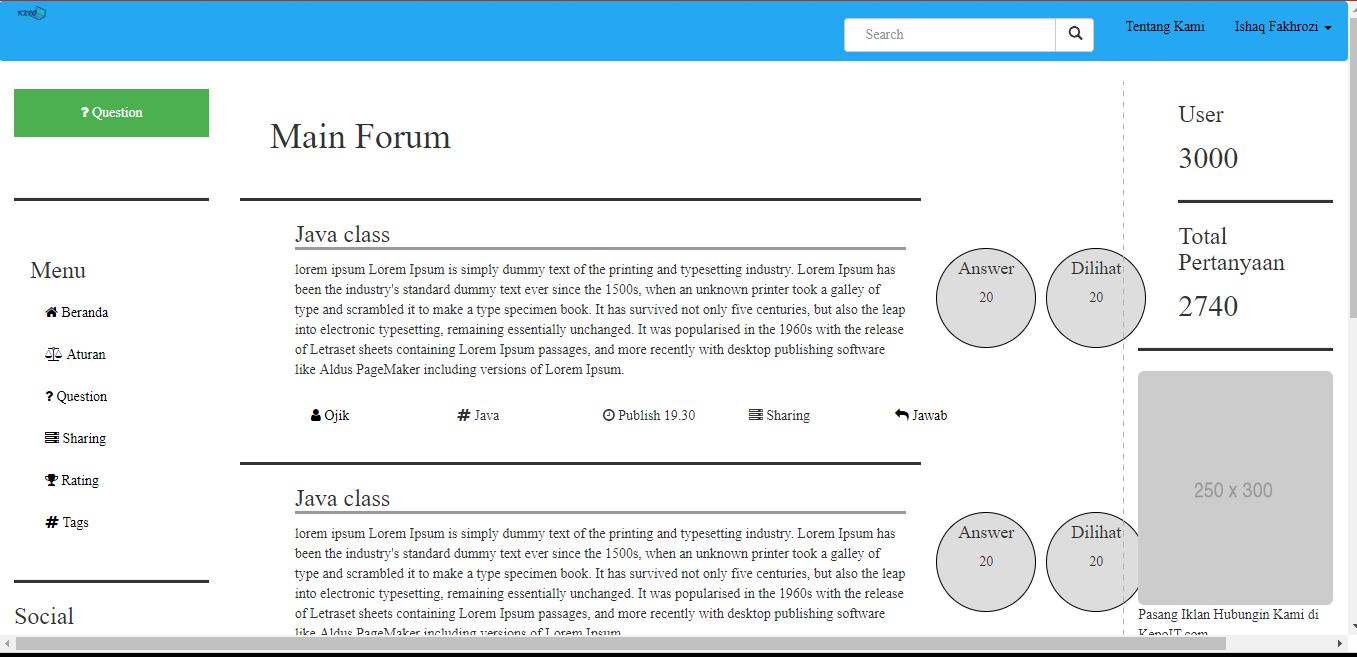 Search
Tentang Kami
Ishaq Fakhrozi
? Question
Main Forum
Menu
Beranda
Aturan
? Question
Sharing
Rating
# Tags
Social
Java class
lorem ipsum Lorem Ipsum is simply dummy text of the printing and typesetting industry. Lorem Ipsum has
been the industry's standard dummy text ever since the 1500s, when an unknown printer took a galley of
type and scrambled it to make a type specimen book. It has survived not only five centuries, but also the leap
into electronic typesetting, remaining essentially unchanged. It was popularised in the 1960s with the release
of Letraset sheets containing Lorem Ipsum passages, and more recently with desktop publishing software
like Aldus PageMaker including versions of Lorem Ipsum.
Ojik
# Java
Publish 19.30
Sharing
Jawab
Answer
20
Dilihat
20
Java class
lorem ipsum Lorem Ipsum is simply dummy text of the printing and typesetting industry. Lorem Ipsum has
been the industry's standard dummy text ever since the 1500s, when an unknown printer took a galley of
type and scrambled it to make a type specimen book. It has survived not only five centuries, but also the leap
into electronic typesetting, remaining essentially unchanged. It was popularised in the 1960s with the release
of Letraset sheets containing Lorem Ipsum passages, and more recently with desktop publishing software
like Aldus PageMaker including versions of Lorem Ipsum.
Answer
20
Dilihat
20
User
3000
Total
Pertanyaan
2740
250 x 300
Pasang Iklan Hubungin Kami di
KepoIT.com